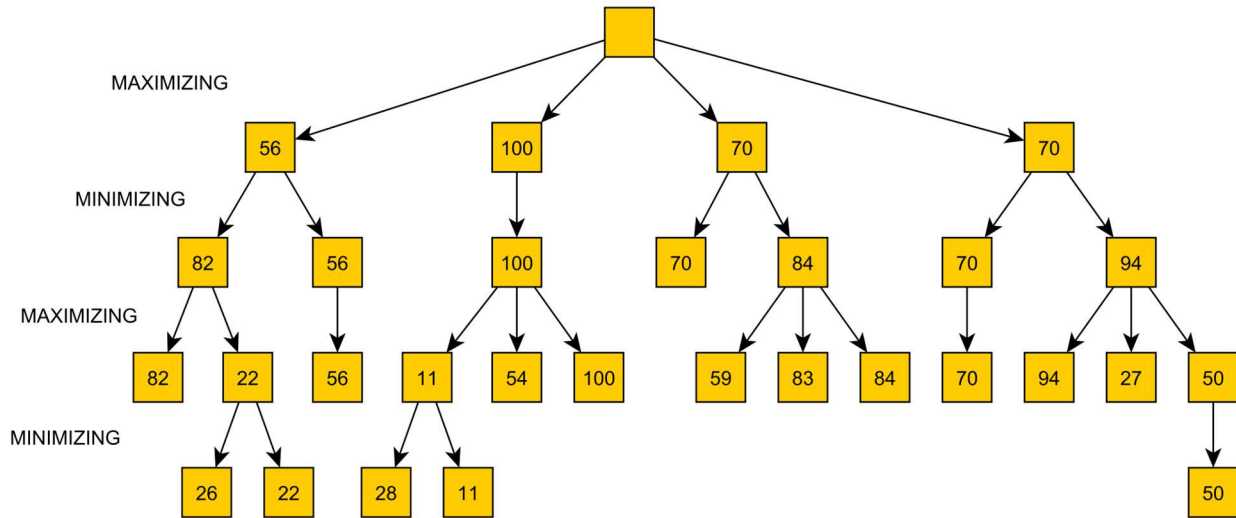 MAXIMIZING
56 100 70 70
MINIMIZING
82 56 100 70 84 70 94
MAXIMIZING
82 22 56 11 54 100 59 83 84 70 94 27 50
MINIMIZING
26 22 28 11 50